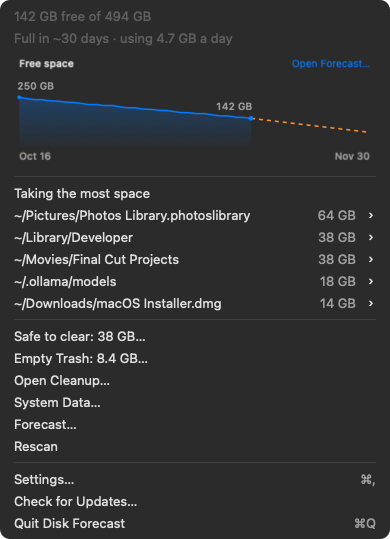 142 GB free of 494 GB
Full in ~30 days · using 4.7 GB a day
Free space Open Forecast...
250 GB
142 GB
Oct 16 Nov 30
Taking the most space
~/Pictures/Photos Library.photoslibrary 64 GB ›
~/Library/Developer 38 GB ›
~/Movies/Final Cut Projects 38 GB ›
~/.ollama/models 18 GB ›
~/Downloads/macOS Installer.dmg 14 GB ›
Safe to clear: 38 GB...
Empty Trash: 8.4 GB...
Open Cleanup...
System Data...
Forecast...
Rescan
Settings... ⌘,
Check for Updates...
Quit Disk Forecast ⌘Q